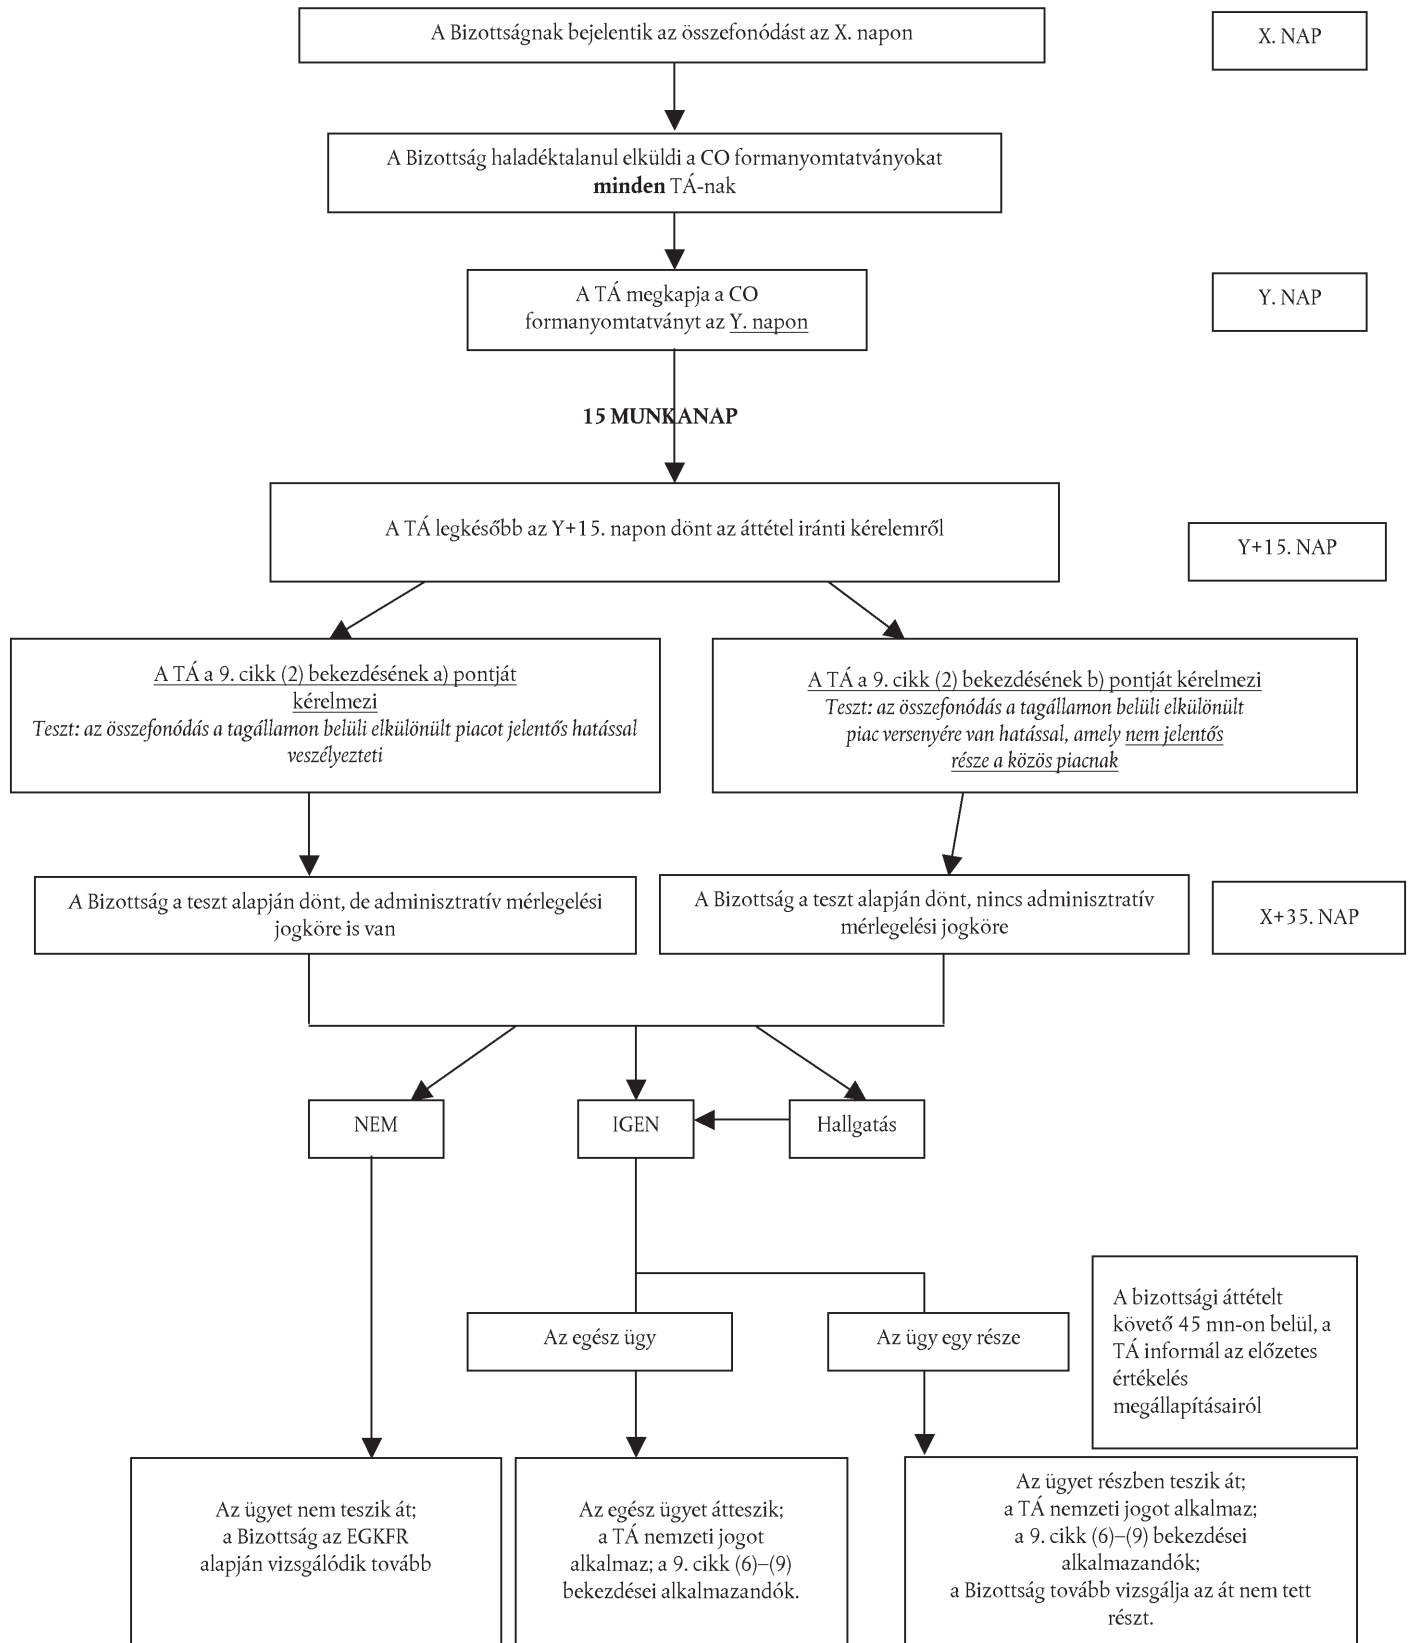 A Bizottságnak bejelentik az összefonódást az X. napon
X. NAP
A Bizottság haladéktalanul elküldi a CO formanyomtatványokat
minden TÁ-nak
A TÁ megkapja a CO
formanyomtatványt az Y. napon
Y. NAP
15 MUNKANAP
A TÁ legkésőbb az Y+15. napon dönt az áttétel iránti kérelemről
Y+15. NAP
A TÁ a 9. cikk (2) bekezdésének a) pontját
kérelmezi
Teszt: az összefonódás a tagállamon belüli elkülönült piacot jelentős hatással
veszélyezteti
A TÁ a 9. cikk (2) bekezdésének b) pontját kérelmezi
Teszt: az összefonódás a tagállamon belüli elkülönült
piac versenyére van hatással, amely nem jelentős
része a közös piacnak
A Bizottság a teszt alapján dönt, de adminisztratív mérlegelési
jogköre is van
A Bizottság a teszt alapján dönt, nincs adminisztratív
mérlegelési jogköre
X+35. NAP
NEM
IGEN
Hallgatás
Az egész ügy
Az ügy egy része
A bizottsági áttételt
követő 45 mn-on belül, a
TÁ informál az előzetes
értékelés
megállapításairól
Az ügyet nem teszik át;
a Bizottság az EGKFR
alapján vizsgálódik tovább
Az egész ügyet átteszik;
a TÁ nemzeti jogot
alkalmaz; a 9. cikk (6)–(9)
bekezdései alkalmazandók.
Az ügyet részben teszik át;
a TÁ nemzeti jogot alkalmaz;
a 9. cikk (6)–(9) bekezdései
alkalmazandók;
a Bizottság tovább vizsgálja az át nem tett
részt.